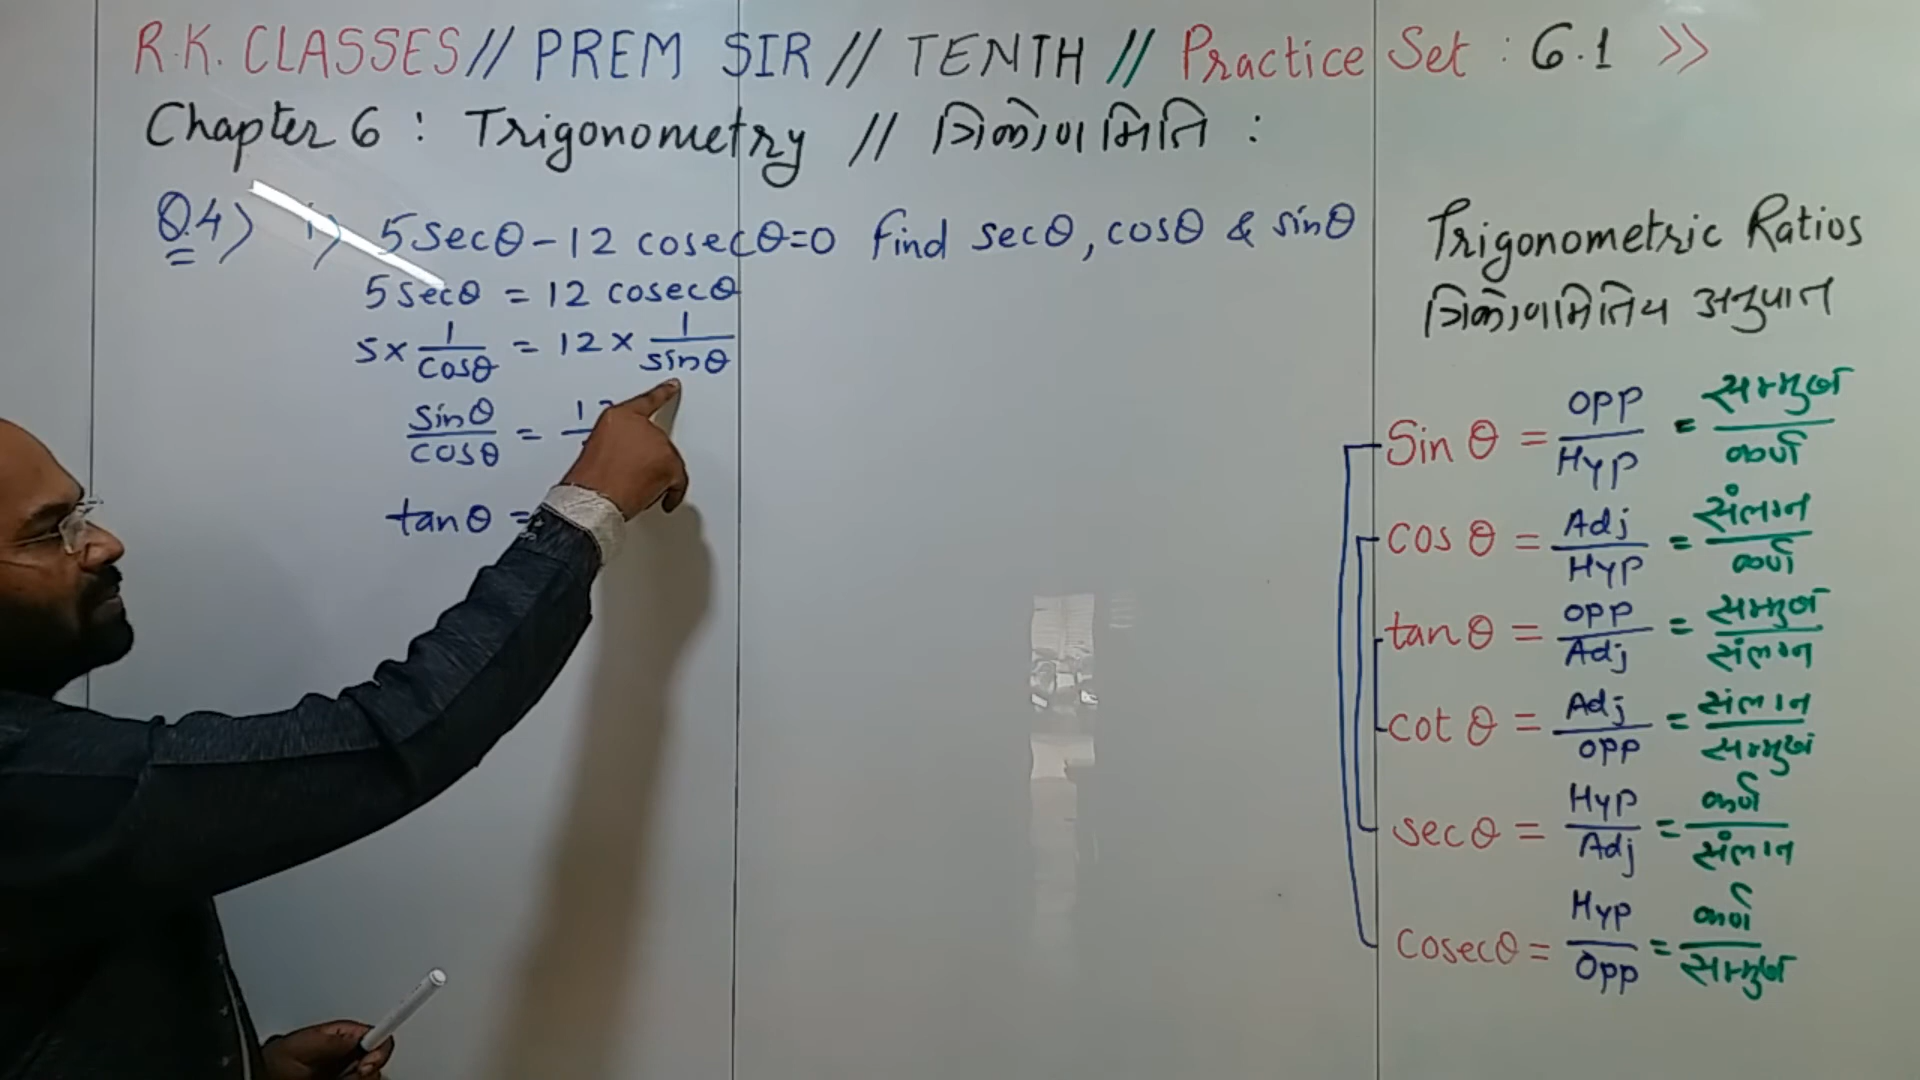 R.K. CLASSES // PREM SIR // TENTH // Practice Set : 6.1 >>
Chapter 6 : Trigonometry // त्रिकोणमिति :
Q.4) i) 5secθ - 12 cosecθ=0 find secθ, cosθ & sinθ
5 secθ = 12 cosecθ
5 × 1/cosθ = 12 × 1/sinθ
sinθ/cosθ =
tanθ =
Trigonometric Ratios
त्रिकोणमितिय अनुपात
Sin θ = OPP/HYP = सम्मुख/कर्ण
cos θ = Adj/HYP = संलग्न/कर्ण
tan θ = OPP/Adj = सम्मुख/संलग्न
cot θ = Adj/OPP = संलग्न/सम्मुख
sec θ = HYP/Adj = कर्ण/संलग्न
cosec θ = HYP/Opp = कर्ण/सम्मुख